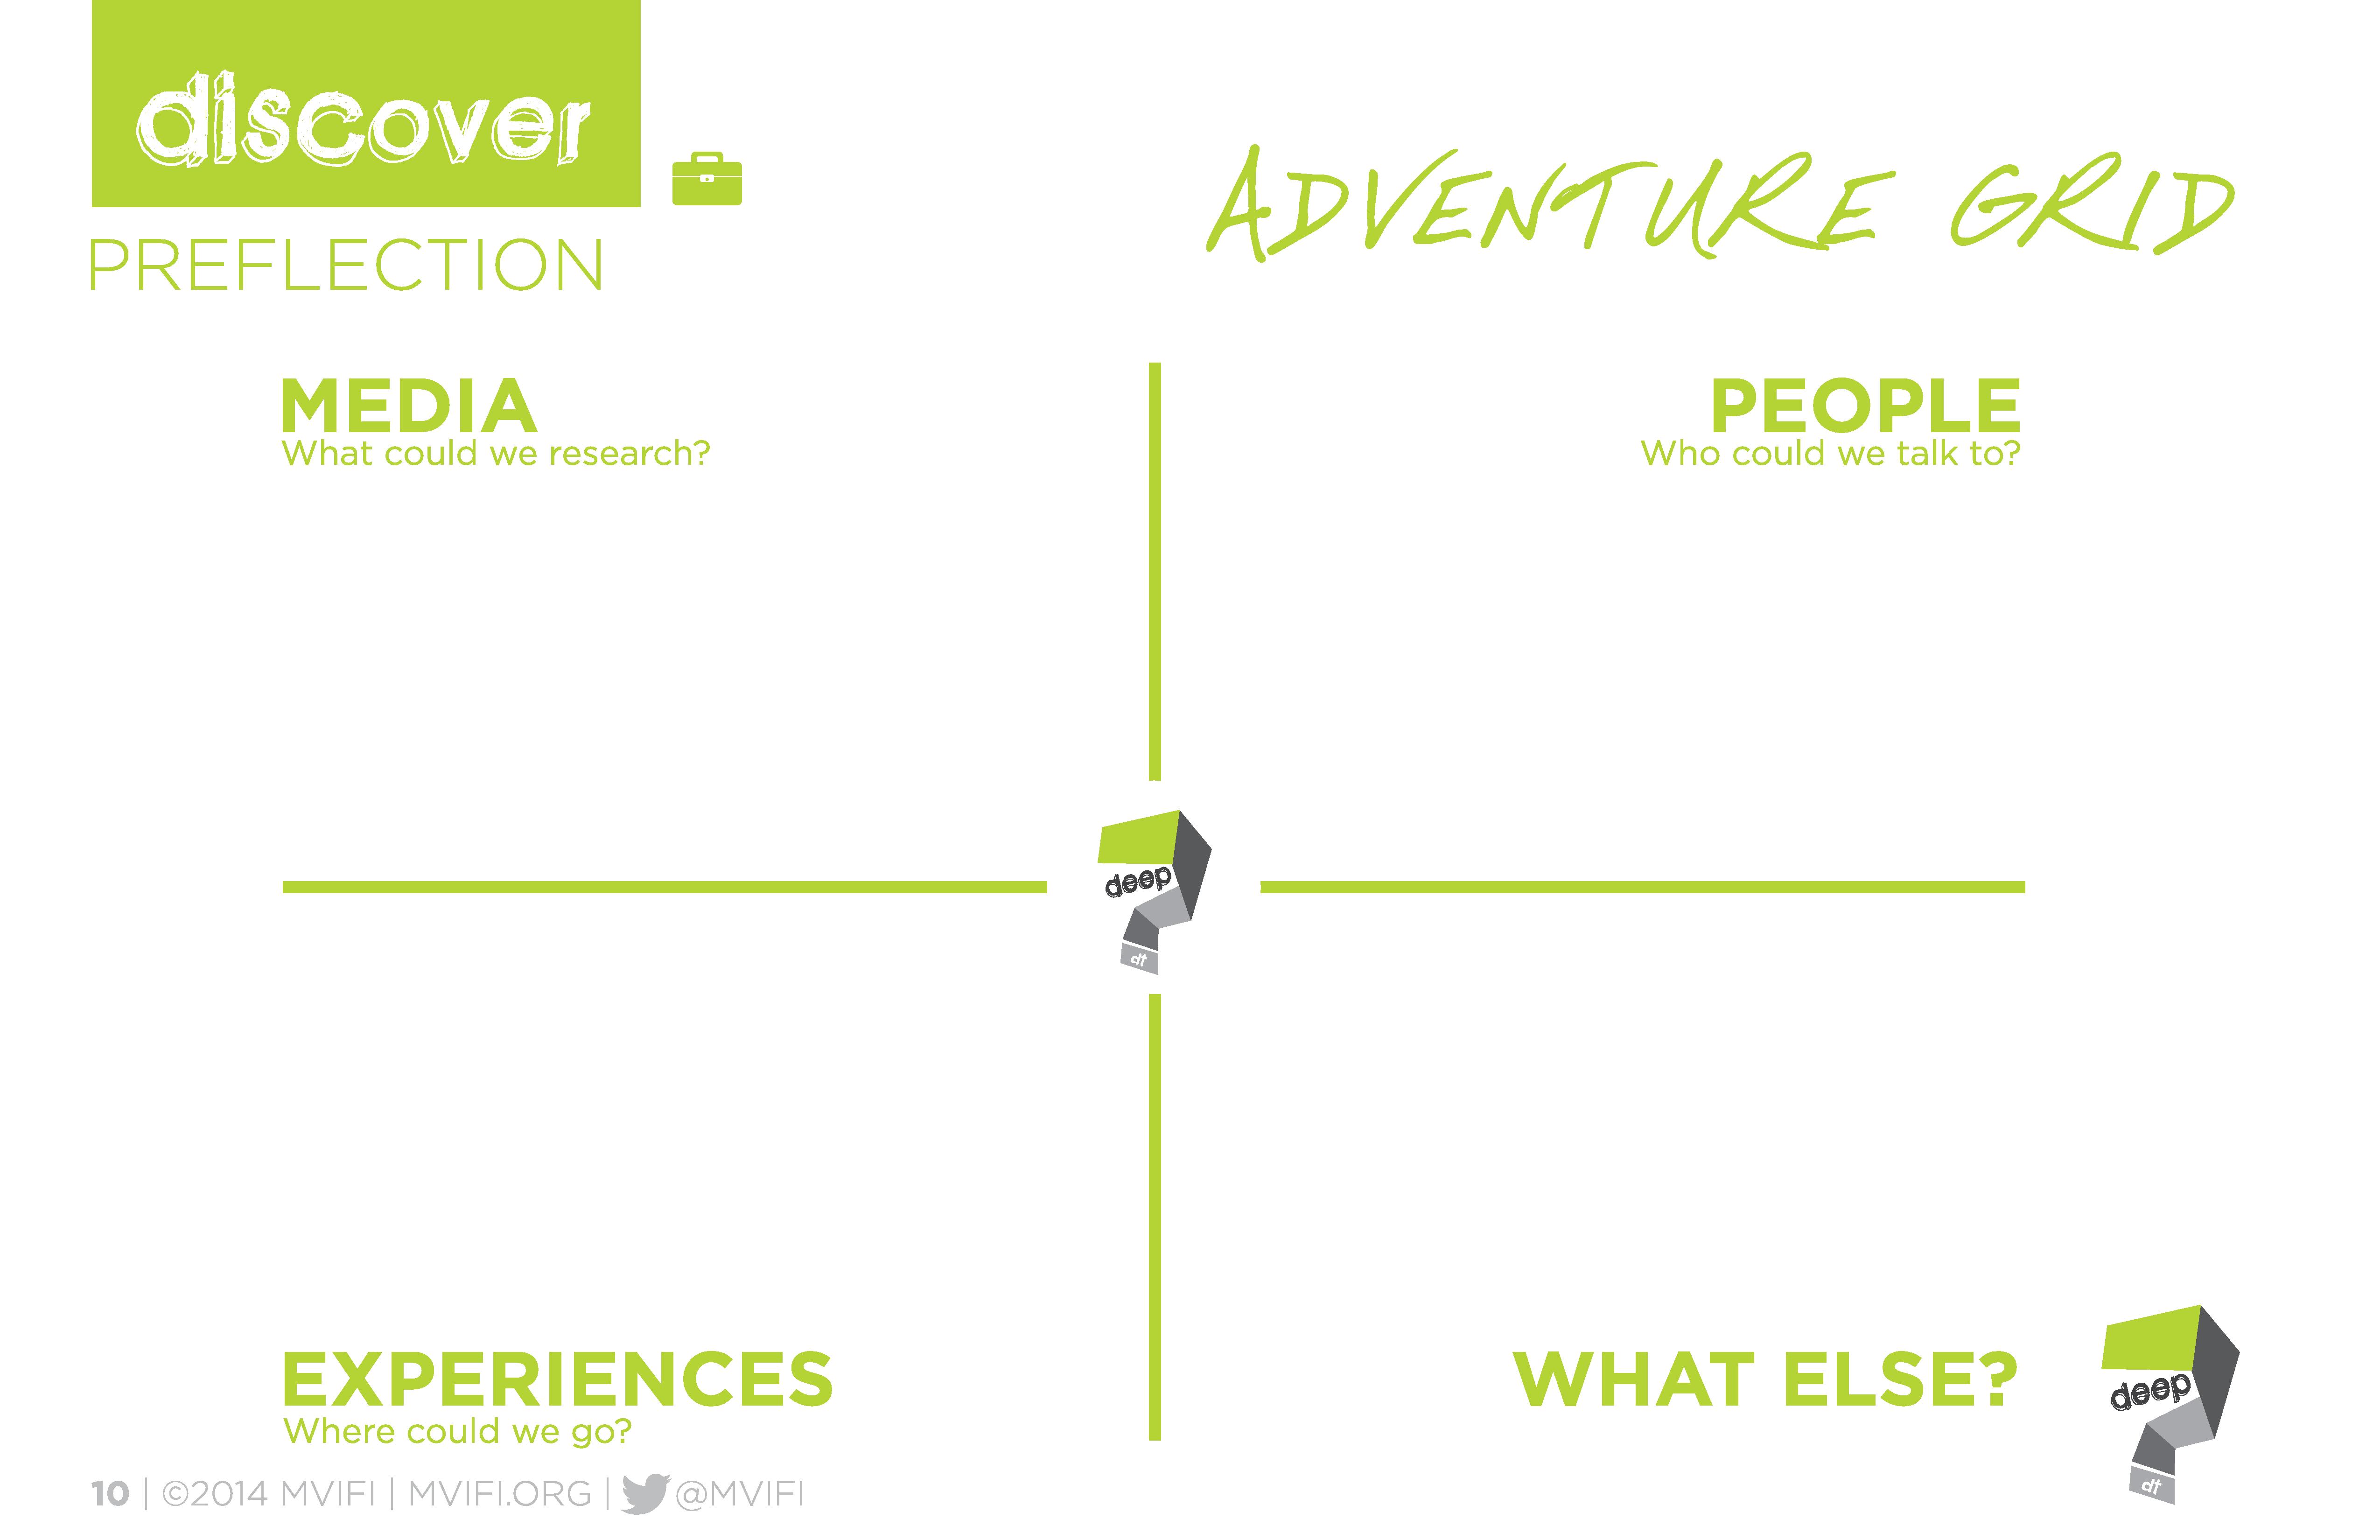 discover
PREFLECTION
ADVENTURE GRID
MEDIA
What could we research?
PEOPLE
Who could we talk to?
deep
dt
EXPERIENCES
Where could we go?
WHAT ELSE?
deep
dt
10 | ©2014 MVIFI | MVIFI.ORG | @MVIFI